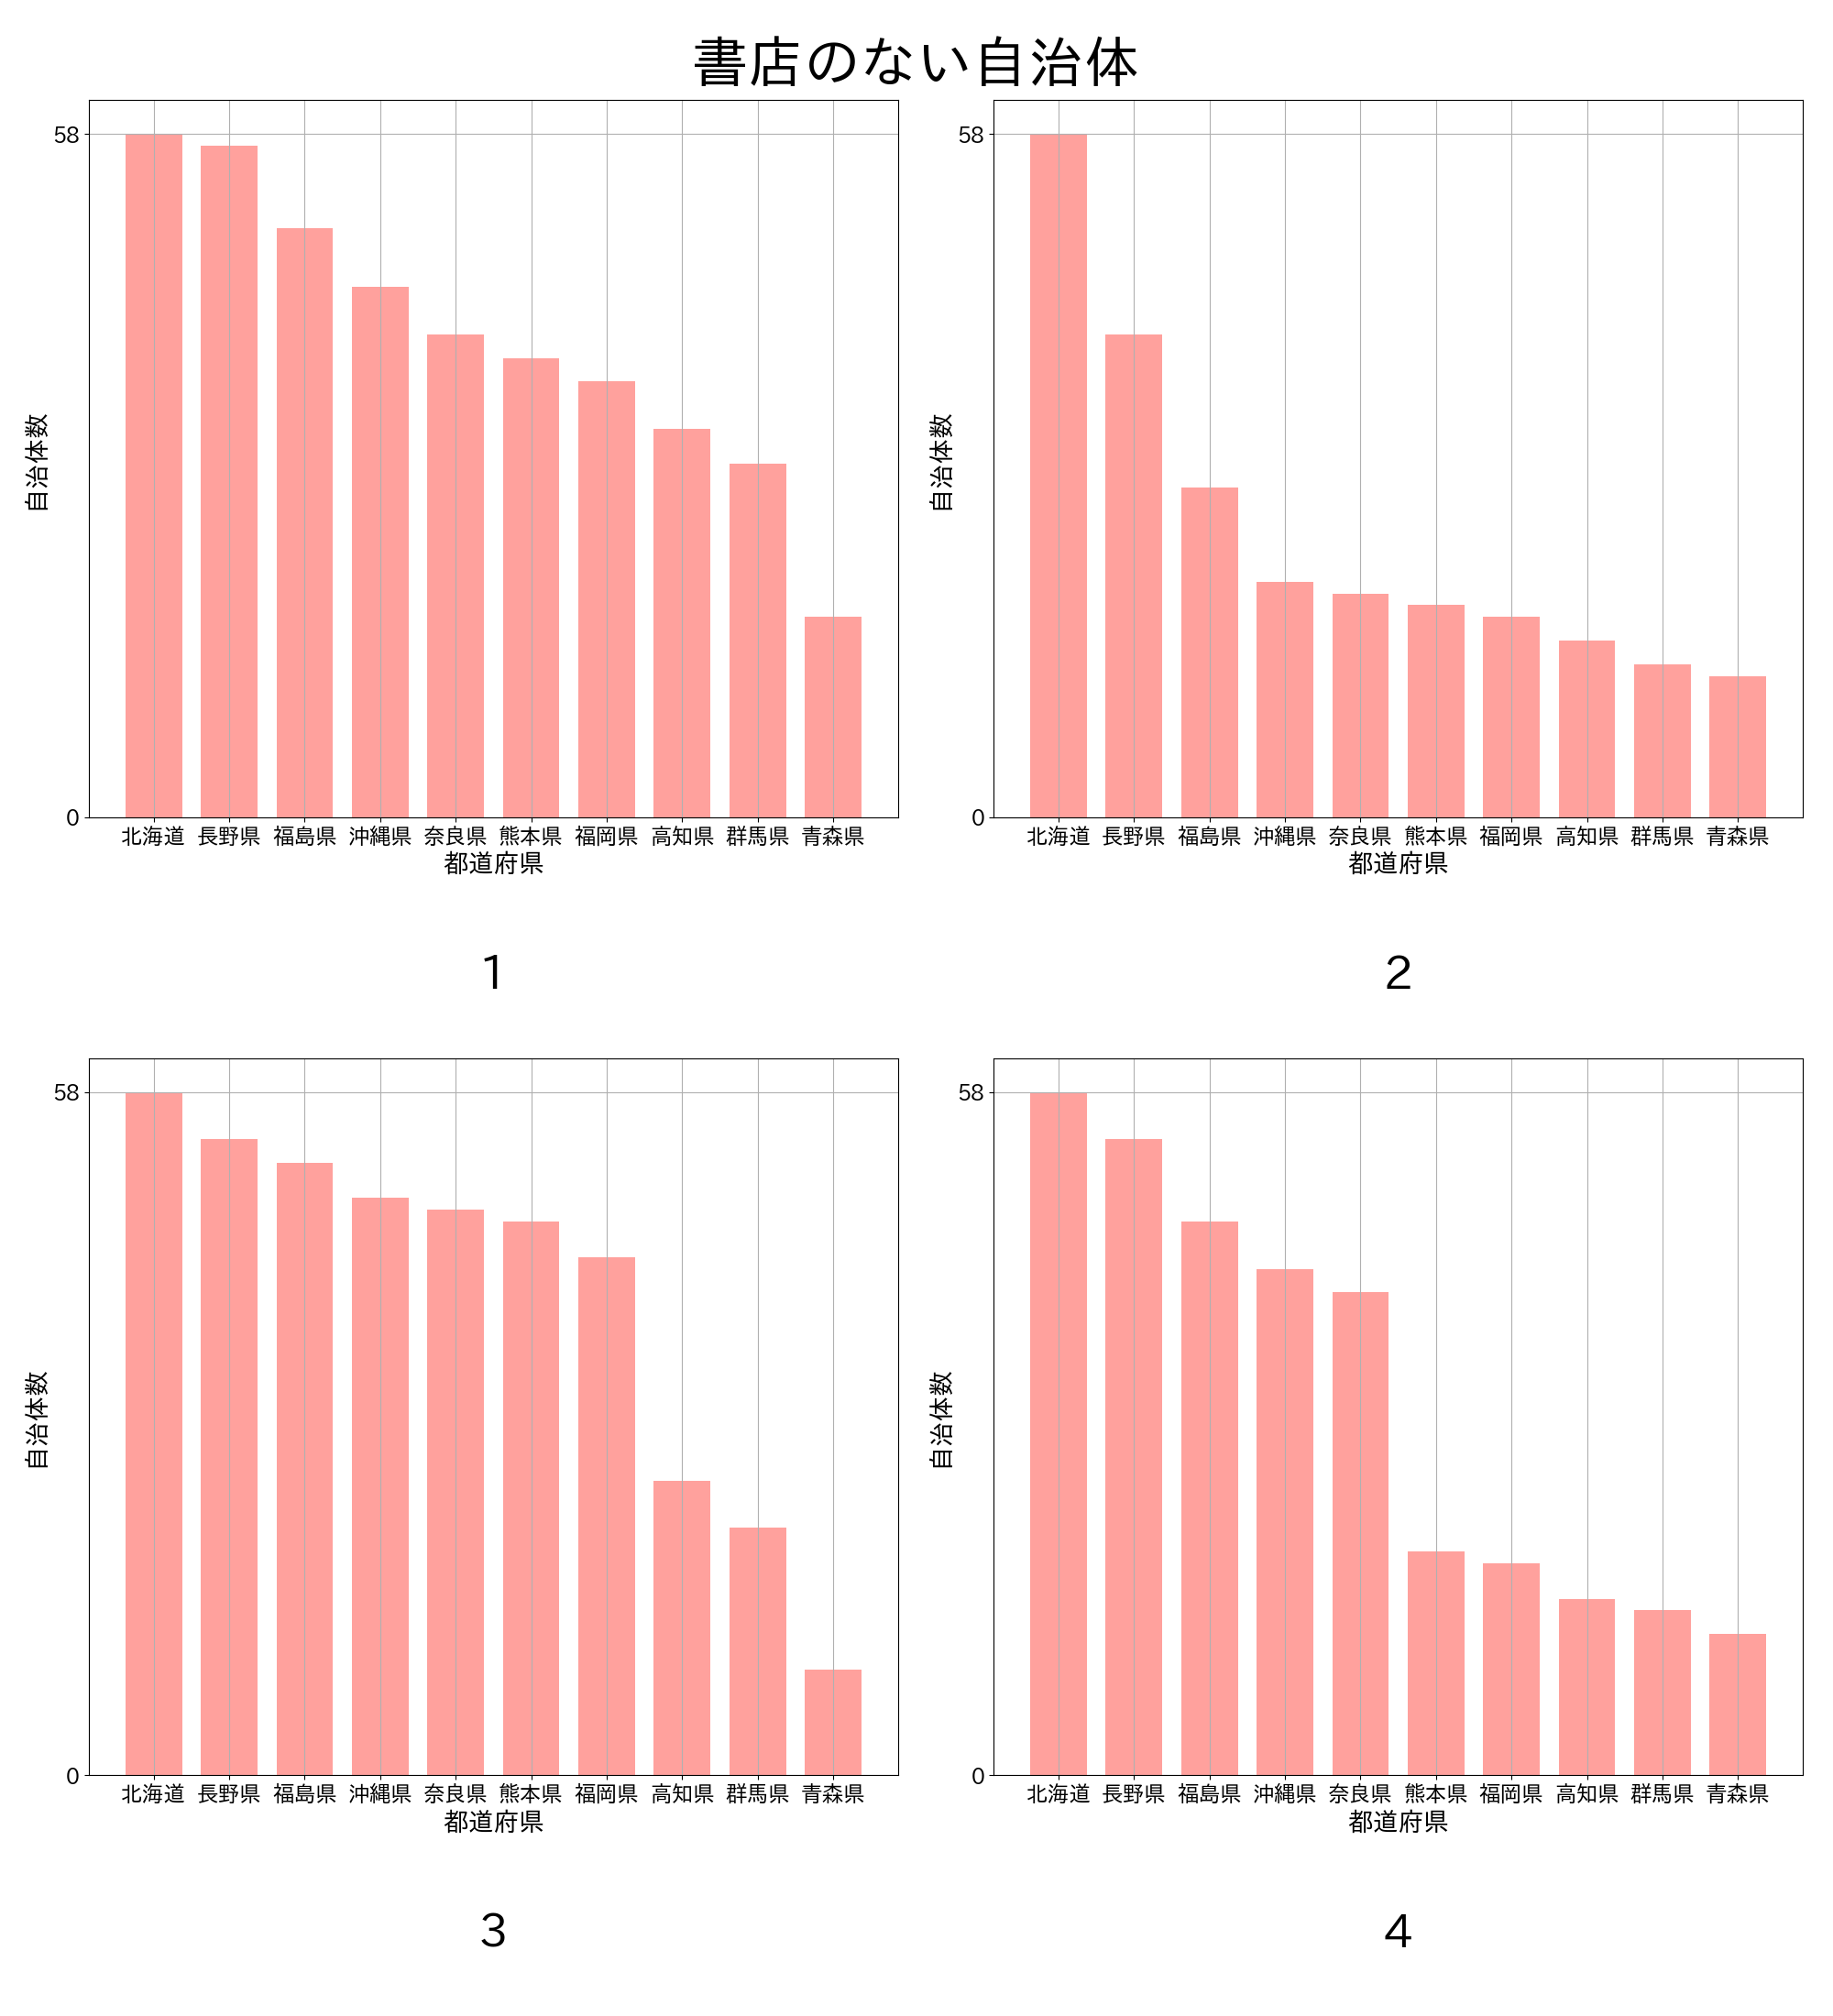 書店のない自治体
58
0
自治体数
北海道 長野県 福島県 沖縄県 奈良県 熊本県 福岡県 高知県 群馬県 青森県
都道府県
1
58
0
自治体数
北海道 長野県 福島県 沖縄県 奈良県 熊本県 福岡県 高知県 群馬県 青森県
都道府県
2
58
0
自治体数
北海道 長野県 福島県 沖縄県 奈良県 熊本県 福岡県 高知県 群馬県 青森県
都道府県
3
58
0
自治体数
北海道 長野県 福島県 沖縄県 奈良県 熊本県 福岡県 高知県 群馬県 青森県
都道府県
4